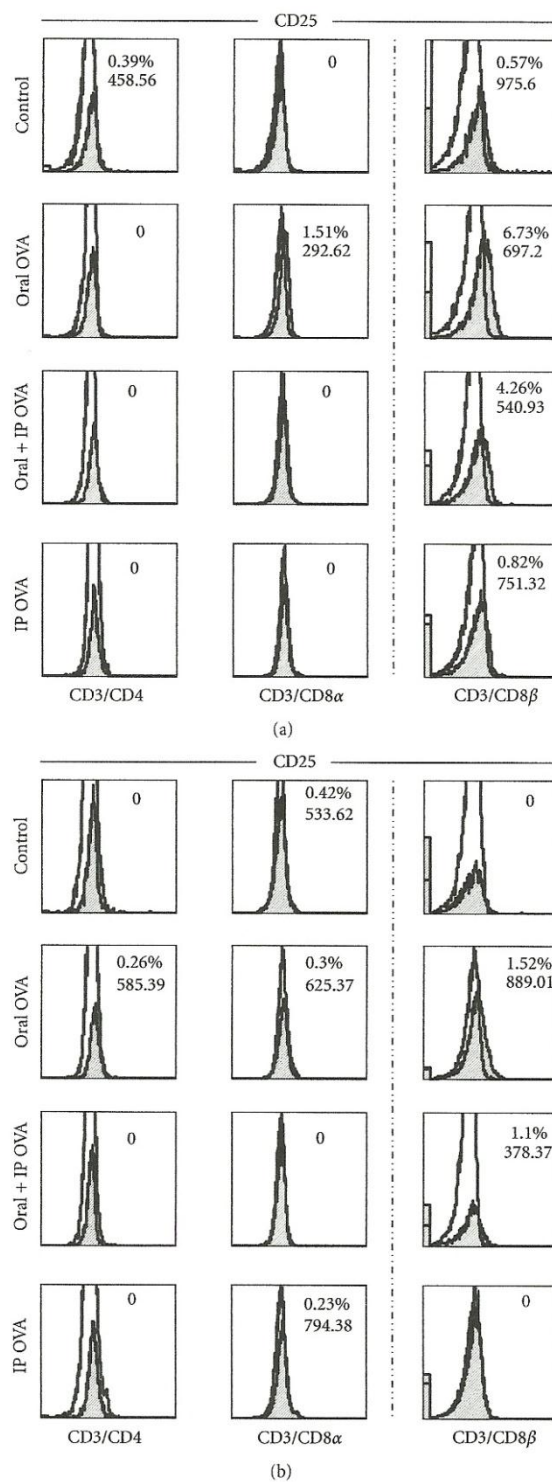 CD25
Control
0.39%
458.56
0
0.57%
975.6
Oral OVA
0
1.51%
292.62
6.73%
697.2
Oral + IP OVA
0
0
4.26%
540.93
IP OVA
0
0
0.82%
751.32
CD3/CD4
CD3/CD8α
CD3/CD8β
(a)
CD25
Control
0
0.42%
533.62
0
Oral OVA
0.26%
585.39
0.3%
625.37
1.52%
889.01
Oral + IP OVA
0
0
1.1%
378.37
IP OVA
0
0.23%
794.38
0
CD3/CD4
CD3/CD8α
CD3/CD8β
(b)